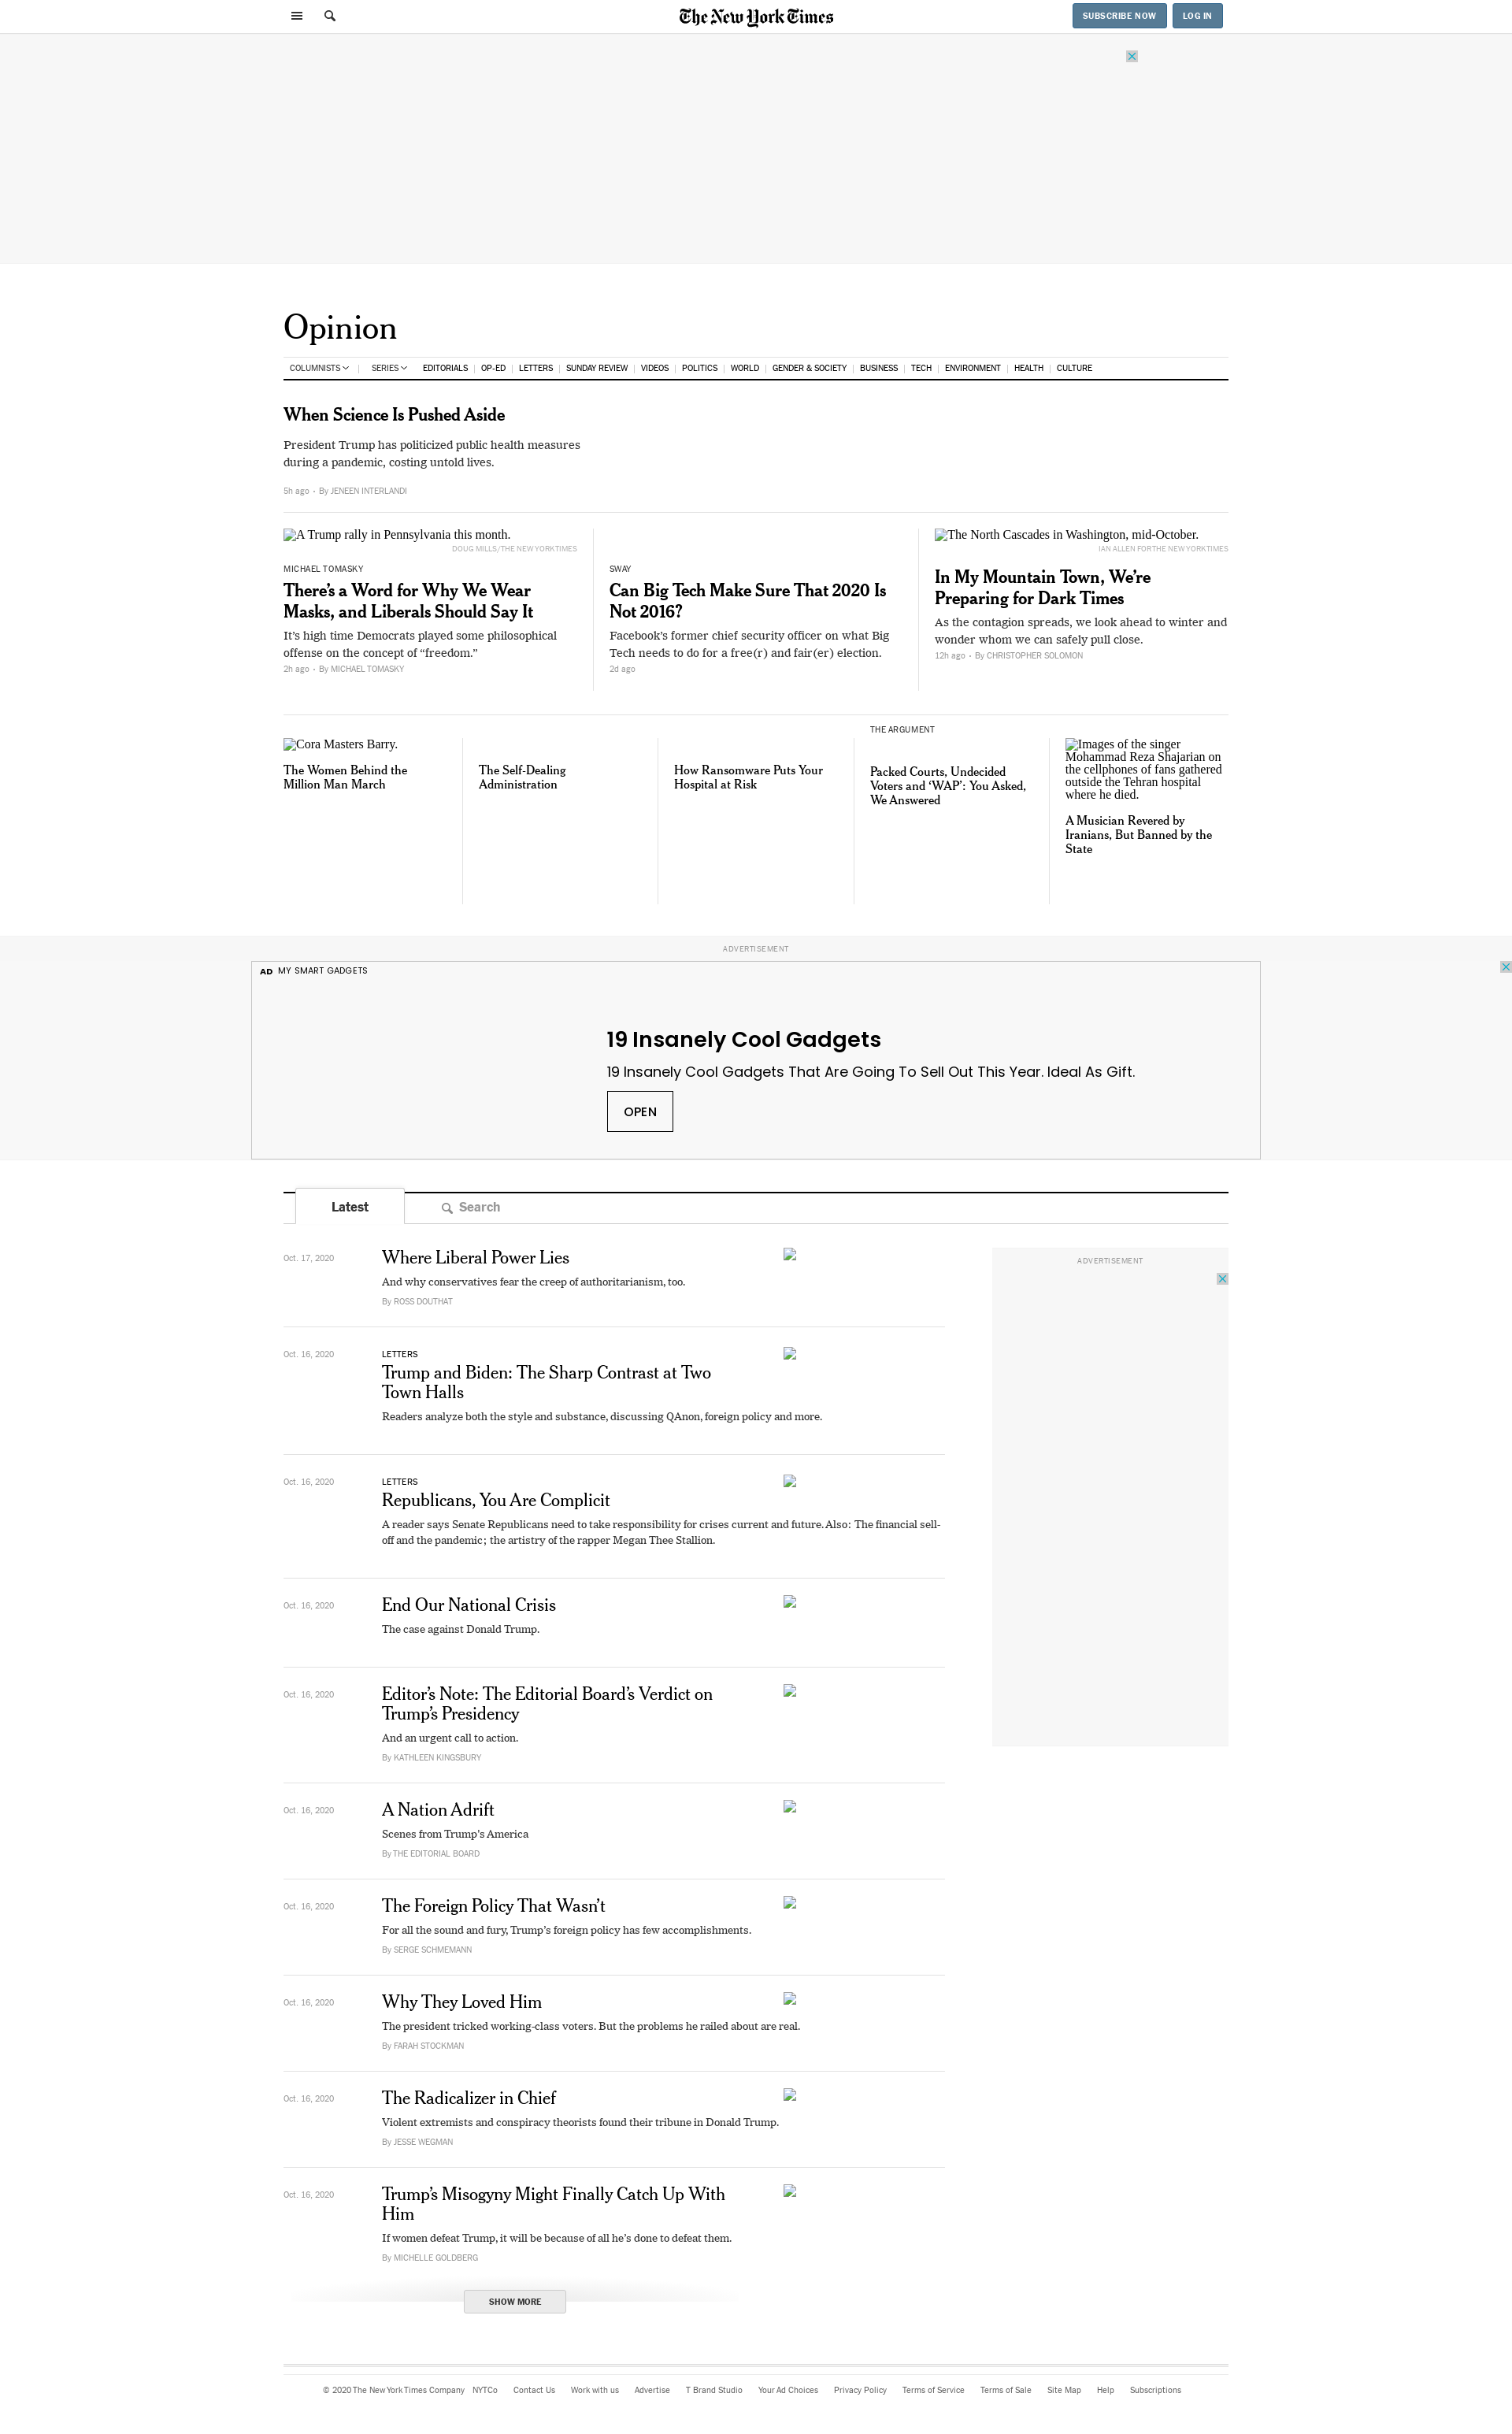 The New York Times
SUBSCRIBE NOW
LOG IN
Opinion
COLUMNISTS
SERIES
EDITORIALS
OP-ED
LETTERS
SUNDAY REVIEW
VIDEOS
POLITICS
WORLD
GENDER & SOCIETY
BUSINESS
TECH
ENVIRONMENT
HEALTH
CULTURE
When Science Is Pushed Aside
President Trump has politicized public health measures
during a pandemic, costing untold lives.
5h ago • By JENEEN INTERLANDI
A Trump rally in Pennsylvania this month.
DOUG MILLS/THE NEW YORK TIMES
MICHAEL TOMASKY
There’s a Word for Why We Wear
Masks, and Liberals Should Say It
It’s high time Democrats played some philosophical
offense on the concept of “freedom.”
2h ago • By MICHAEL TOMASKY
SWAY
Can Big Tech Make Sure That 2020 Is
Not 2016?
Facebook’s former chief security officer on what Big
Tech needs to do for a free(r) and fair(er) election.
2d ago
The North Cascades in Washington, mid-October.
IAN ALLEN FOR THE NEW YORK TIMES
In My Mountain Town, We’re
Preparing for Dark Times
As the contagion spreads, we look ahead to winter and
wonder whom we can safely pull close.
12h ago • By CHRISTOPHER SOLOMON
Cora Masters Barry.
The Women Behind the
Million Man March
The Self-Dealing
Administration
How Ransomware Puts Your
Hospital at Risk
THE ARGUMENT
Packed Courts, Undecided
Voters and ‘WAP’: You Asked,
We Answered
Images of the singer
Mohammad Reza Shajarian on
the cellphones of fans gathered
outside the Tehran hospital
where he died.
A Musician Revered by
Iranians, But Banned by the
State
ADVERTISEMENT
AD MY SMART GADGETS
19 Insanely Cool Gadgets
19 Insanely Cool Gadgets That Are Going To Sell Out This Year. Ideal As Gift.
OPEN
Latest
Search
ADVERTISEMENT
Oct. 17, 2020
Where Liberal Power Lies
And why conservatives fear the creep of authoritarianism, too.
By ROSS DOUTHAT
Oct. 16, 2020
LETTERS
Trump and Biden: The Sharp Contrast at Two
Town Halls
Readers analyze both the style and substance, discussing QAnon, foreign policy and more.
Oct. 16, 2020
LETTERS
Republicans, You Are Complicit
A reader says Senate Republicans need to take responsibility for crises current and future. Also: The financial sell-
off and the pandemic; the artistry of the rapper Megan Thee Stallion.
Oct. 16, 2020
End Our National Crisis
The case against Donald Trump.
Oct. 16, 2020
Editor’s Note: The Editorial Board’s Verdict on
Trump’s Presidency
And an urgent call to action.
By KATHLEEN KINGSBURY
Oct. 16, 2020
A Nation Adrift
Scenes from Trump’s America
By THE EDITORIAL BOARD
Oct. 16, 2020
The Foreign Policy That Wasn’t
For all the sound and fury, Trump’s foreign policy has few accomplishments.
By SERGE SCHMEMANN
Oct. 16, 2020
Why They Loved Him
The president tricked working-class voters. But the problems he railed about are real.
By FARAH STOCKMAN
Oct. 16, 2020
The Radicalizer in Chief
Violent extremists and conspiracy theorists found their tribune in Donald Trump.
By JESSE WEGMAN
Oct. 16, 2020
Trump’s Misogyny Might Finally Catch Up With
Him
If women defeat Trump, it will be because of all he’s done to defeat them.
By MICHELLE GOLDBERG
SHOW MORE
© 2020 The New York Times Company NYTCo Contact Us Work with us Advertise T Brand Studio Your Ad Choices Privacy Policy Terms of Service Terms of Sale Site Map Help Subscriptions